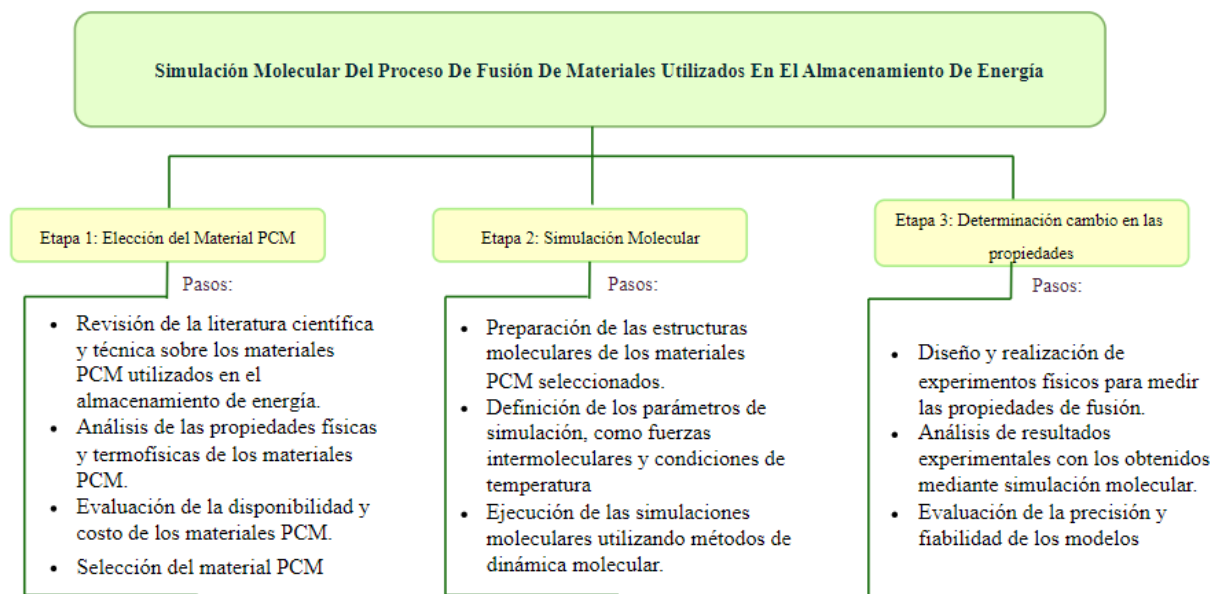 Simulación Molecular Del Proceso De Fusión De Materiales Utilizados En El Almacenamiento De Energía
Etapa 1: Elección del Material PCM
Pasos:
• Revisión de la literatura científica
y técnica sobre los materiales
PCM utilizados en el
almacenamiento de energía.
• Análisis de las propiedades físicas
y termofísicas de los materiales
PCM.
• Evaluación de la disponibilidad y
costo de los materiales PCM.
• Selección del material PCM
Etapa 2: Simulación Molecular
Pasos:
• Preparación de las estructuras
moleculares de los materiales
PCM seleccionados.
• Definición de los parámetros de
simulación, como fuerzas
intermoleculares y condiciones de
temperatura
• Ejecución de las simulaciones
moleculares utilizando métodos de
dinámica molecular.
Etapa 3: Determinación cambio en las
propiedades
Pasos:
• Diseño y realización de
experimentos físicos para medir
las propiedades de fusión.
• Análisis de resultados
experimentales con los obtenidos
mediante simulación molecular.
• Evaluación de la precisión y
fiabilidad de los modelos